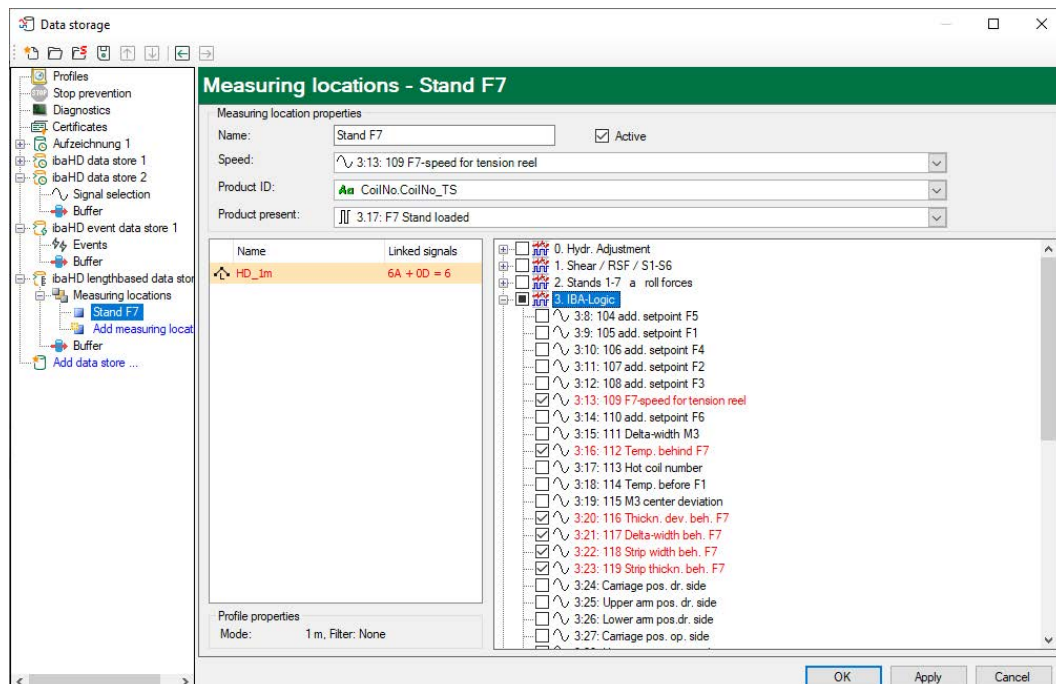 Data storage
Profiles
Stop prevention
Diagnostics
Certificates
Aufzeichnung 1
ibaHD data store 1
ibaHD data store 2
Signal selection
Buffer
ibaHD event data store 1
Events
Buffer
ibaHD lengthbased data stor
Measuring locations
Stand F7
Add measuring locat
Buffer
Add data store ...
Measuring locations - Stand F7
Measuring location properties
Name: Stand F7 Active
Speed: 3:13: 109 F7-speed for tension reel
Product ID: Aa CoilNo.CoilNo_TS
Product present: 3.17: F7 Stand loaded
Name Linked signals
HD_1m 6A + 0D = 6
Profile properties
Mode: 1 m, Filter: None
0. Hydr. Adjustment
1. Shear / RSF / S1-S6
2. Stands 1-7 a roll forces
3. IBA-Logic
3:8: 104 add. setpoint F5
3:9: 105 add. setpoint F1
3:10: 106 add. setpoint F4
3:11: 107 add. setpoint F2
3:12: 108 add. setpoint F3
3:13: 109 F7-speed for tension reel
3:14: 110 add. setpoint F6
3:15: 111 Delta-width M3
3:16: 112 Temp. behind F7
3:17: 113 Hot coil number
3:18: 114 Temp. before F1
3:19: 115 M3 center deviation
3:20: 116 Thickn. dev. beh. F7
3:21: 117 Delta-width beh. F7
3:22: 118 Strip width beh. F7
3:23: 119 Strip thickn. beh. F7
3:24: Carriage pos. dr. side
3:25: Upper arm pos. dr. side
3:26: Lower arm pos.dr. side
3:27: Carriage pos. op. side
OK Apply Cancel